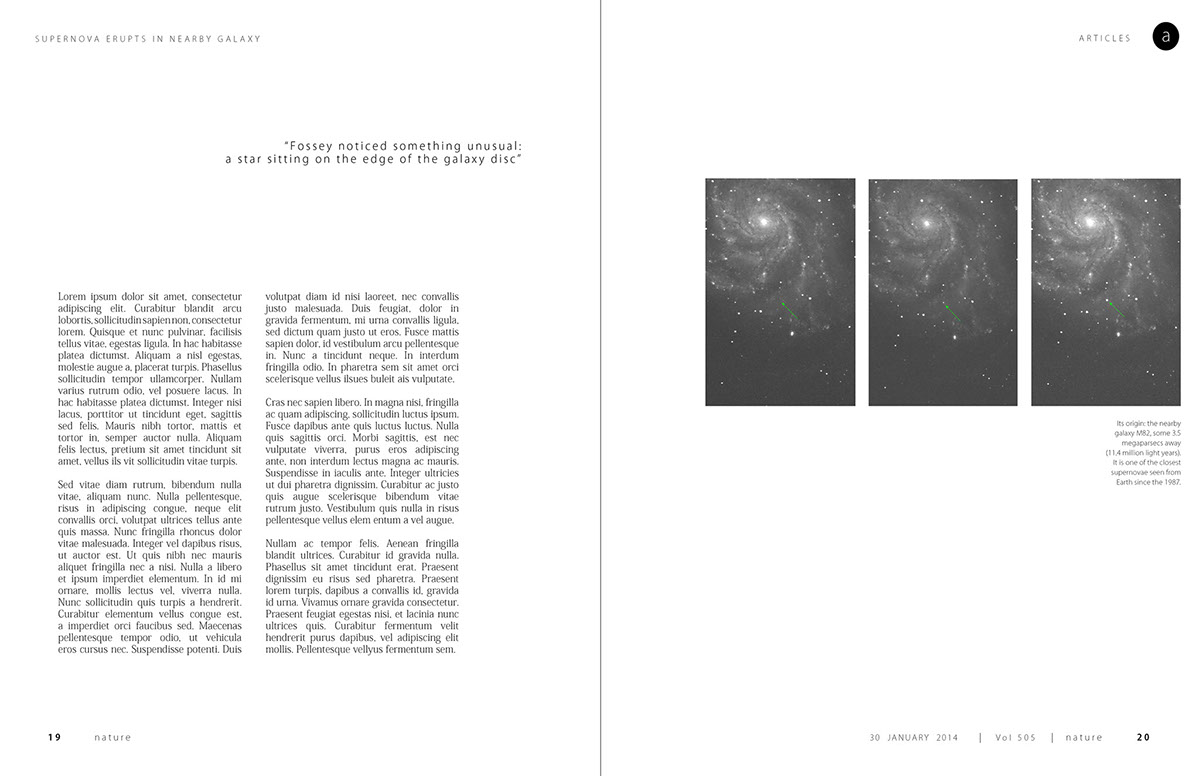 SUPERNOVA ERUPTS IN NEARBY GALAXY
"Fossey noticed something unusual:
a star sitting on the edge of the galaxy disc"
Lorem ipsum dolor sit amet, consectetur
adipiscing elit. Curabitur blandit arcu
lobortis, sollicitudin sapien non, consectetur
lorem. Quisque et nunc pulvinar, facilisis
tellus vitae, egestas ligula. In hac habitasse
platea dictumst. Aliquam a nisl egestas,
molestie augue a, placerat turpis. Phasellus
sollicitudin tempor ullamcorper. Nullam
varius rutrum odio, vel posuere lacus. In
hac habitasse platea dictumst. Integer nisi
lacus, porttitor ut tincidunt eget, sagittis
sed felis. Mauris nibh tortor, mattis et
tortor in, semper auctor nulla. Aliquam
felis lectus, pretium sit amet tincidunt sit
amet, vellus ils vit sollicitudin vitae turpis.
Sed vitae diam rutrum, bibendum nulla
vitae, aliquam nunc. Nulla pellentesque,
risus in adipiscing congue, neque elit
convallis orci, volutpat ultrices tellus ante
quis massa. Nunc fringilla rhoncus dolor
vitae malesuada. Integer vel dapibus risus,
ut auctor est. Ut quis nibh nec mauris
aliquet fringilla nec a nisi. Nulla a libero
et ipsum imperdiet elementum. In id mi
ornare, mollis lectus vel, viverra nulla.
Nunc sollicitudin quis turpis a hendrerit.
Curabitur elementum vellus congue est,
a imperdiet orci faucibus sed. Maecenas
pellentesque tempor odio, ut vehicula
eros cursus nec. Suspendisse potenti. Duis
volutpat diam id nisi laoreet, nec convallis
justo malesuada. Duis feugiat, dolor in
gravida fermentum, mi urna convallis ligula,
sed dictum quam justo ut eros. Fusce mattis
sapien dolor, id vestibulum arcu pellentesque
in. Nunc a tincidunt neque. In interdum
fringilla odio. In pharetra sem sit amet orci
scelerisque vellus ilsues buleit ais vulputate.
Cras nec sapien libero. In magna nisi, fringilla
ac quam adipiscing, sollicitudin luctus ipsum.
Fusce dapibus ante quis luctus luctus. Nulla
quis sagittis orci. Morbi sagittis, est nec
vulputate viverra, purus eros adipiscing
ante, non interdum lectus magna ac mauris.
Suspendisse in iaculis ante. Integer ultricies
ut dui pharetra dignissim. Curabitur ac justo
quis augue scelerisque bibendum vitae
rutrum justo. Vestibulum quis nulla in risus
pellentesque vellus elem entum a vel augue.
Nullam ac tempor felis. Aenean fringilla
blandit ultrices. Curabitur id gravida nulla.
Phasellus sit amet tincidunt erat. Praesent
dignissim eu risus sed pharetra. Praesent
lorem turpis, dapibus a convallis id, gravida
id urna. Vivamus ornare gravida consectetur.
Praesent feugiat egestas nisi, et lacinia nunc
ultrices quis. Curabitur fermentum velit
hendrerit purus dapibus, vel adipiscing elit
mollis. Pellentesque vellyus fermentum sem.
19 nature
ARTICLES a
Its origin: the nearby
galaxy M82, some 3.5
megaparsecs away
(11.4 million light years).
It is one of the closest
supernovae seen from
Earth since the 1987.
30 JANUARY 2014 | Vol 505 | nature 20